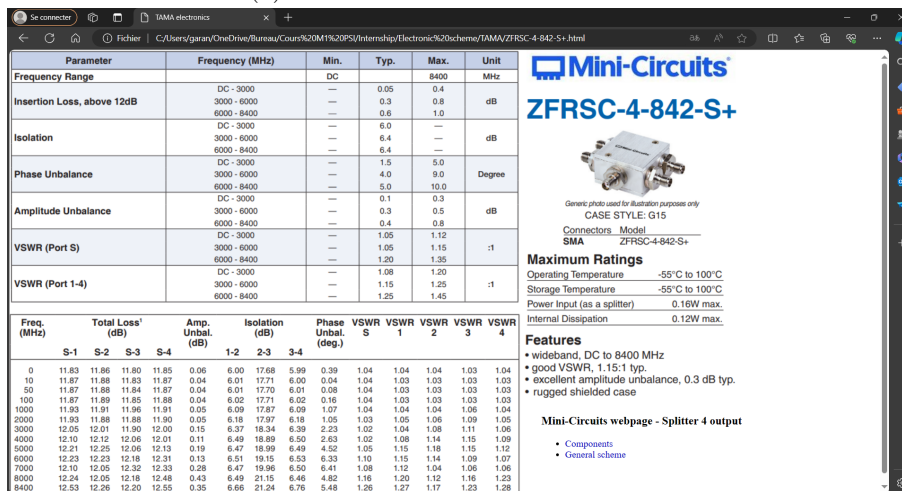 Se connecter
TAMA electronics
Fichier
C:/Users/garan/OneDrive/Bureau/Cours%20M1%20PSI/Internship/Electronic%20scheme/TAMA/ZFRSC-4-842-S+.html
Parameter Frequency (MHz) Min. Typ. Max. Unit
Frequency Range DC 8400 MHz
DC - 3000 — 0.05 0.4
Insertion Loss, above 12dB 3000 - 6000 — 0.3 0.8 dB
6000 - 8400 — 0.6 1.0
DC - 3000 — 6.0 —
Isolation 3000 - 6000 — 6.4 — dB
6000 - 8400 — 6.4 —
DC - 3000 — 1.5 5.0
Phase Unbalance 3000 - 6000 — 4.0 9.0 Degree
6000 - 8400 — 5.0 10.0
DC - 3000 — 0.1 0.3
Amplitude Unbalance 3000 - 6000 — 0.3 0.5 dB
6000 - 8400 — 0.4 0.8
DC - 3000 — 1.05 1.12
VSWR (Port S) 3000 - 6000 — 1.05 1.15 :1
6000 - 8400 — 1.20 1.35
DC - 3000 — 1.08 1.20
VSWR (Port 1-4) 3000 - 6000 — 1.15 1.25 :1
6000 - 8400 — 1.25 1.45
Freq. Total Loss¹ Amp. Isolation Phase VSWR VSWR VSWR VSWR VSWR
(MHz) (dB) Unbal. (dB) Unbal. S 1 2 3 4
(dB) (deg.)
S-1 S-2 S-3 S-4 1-2 2-3 3-4
0 11.83 11.86 11.80 11.85 0.06 6.00 17.68 5.99 0.39 1.04 1.04 1.04 1.03 1.04
10 11.87 11.88 11.83 11.87 0.04 6.01 17.71 6.00 0.04 1.04 1.03 1.03 1.03 1.03
50 11.87 11.88 11.84 11.87 0.04 6.01 17.70 6.01 0.08 1.04 1.03 1.03 1.03 1.03
100 11.87 11.89 11.85 11.88 0.04 6.02 17.71 6.02 0.16 1.04 1.03 1.03 1.03 1.03
1000 11.93 11.91 11.96 11.91 0.05 6.09 17.87 6.09 1.07 1.04 1.04 1.04 1.06 1.04
2000 11.93 11.88 11.88 11.90 0.05 6.18 17.97 6.18 1.05 1.03 1.05 1.06 1.09 1.05
3000 12.05 12.01 11.90 12.00 0.15 6.37 18.34 6.39 2.23 1.02 1.04 1.08 1.11 1.06
4000 12.10 12.12 12.06 12.01 0.11 6.49 18.89 6.50 2.63 1.02 1.08 1.14 1.15 1.09
5000 12.21 12.25 12.06 12.13 0.19 6.47 18.99 6.49 4.52 1.05 1.15 1.18 1.15 1.12
6000 12.23 12.23 12.18 12.31 0.13 6.51 19.15 6.53 6.33 1.10 1.15 1.14 1.09 1.07
7000 12.10 12.05 12.32 12.33 0.28 6.47 19.96 6.50 6.41 1.08 1.12 1.04 1.06 1.06
8000 12.24 12.05 12.18 12.48 0.43 6.49 21.15 6.46 4.82 1.16 1.20 1.12 1.16 1.23
8400 12.53 12.26 12.20 12.55 0.35 6.66 21.24 6.76 5.48 1.26 1.27 1.17 1.23 1.28
Mini-Circuits
ZFRSC-4-842-S+
Mini-Circuits
Generic photo used for illustration purposes only
CASE STYLE: G15
Connectors Model
SMA ZFRSC-4-842-S+
Maximum Ratings
Operating Temperature -55°C to 100°C
Storage Temperature -55°C to 100°C
Power Input (as a splitter) 0.16W max.
Internal Dissipation 0.12W max.
Features
• wideband, DC to 8400 MHz
• good VSWR, 1.15:1 typ.
• excellent amplitude unbalance, 0.3 dB typ.
• rugged shielded case
Mini-Circuits webpage - Splitter 4 output
• Components
• General scheme